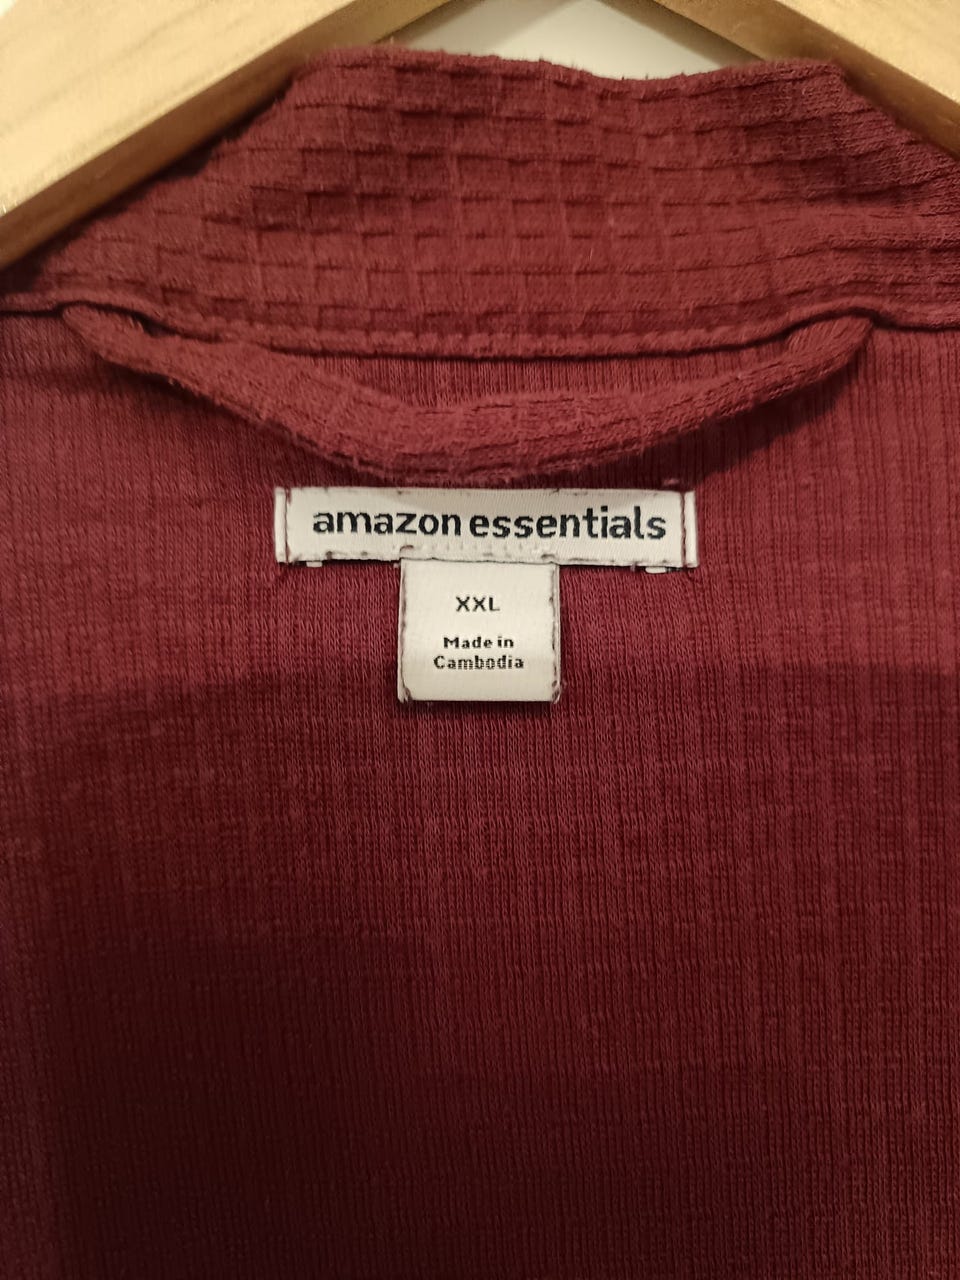 amazon essentials
XXL
Made in
Cambodia